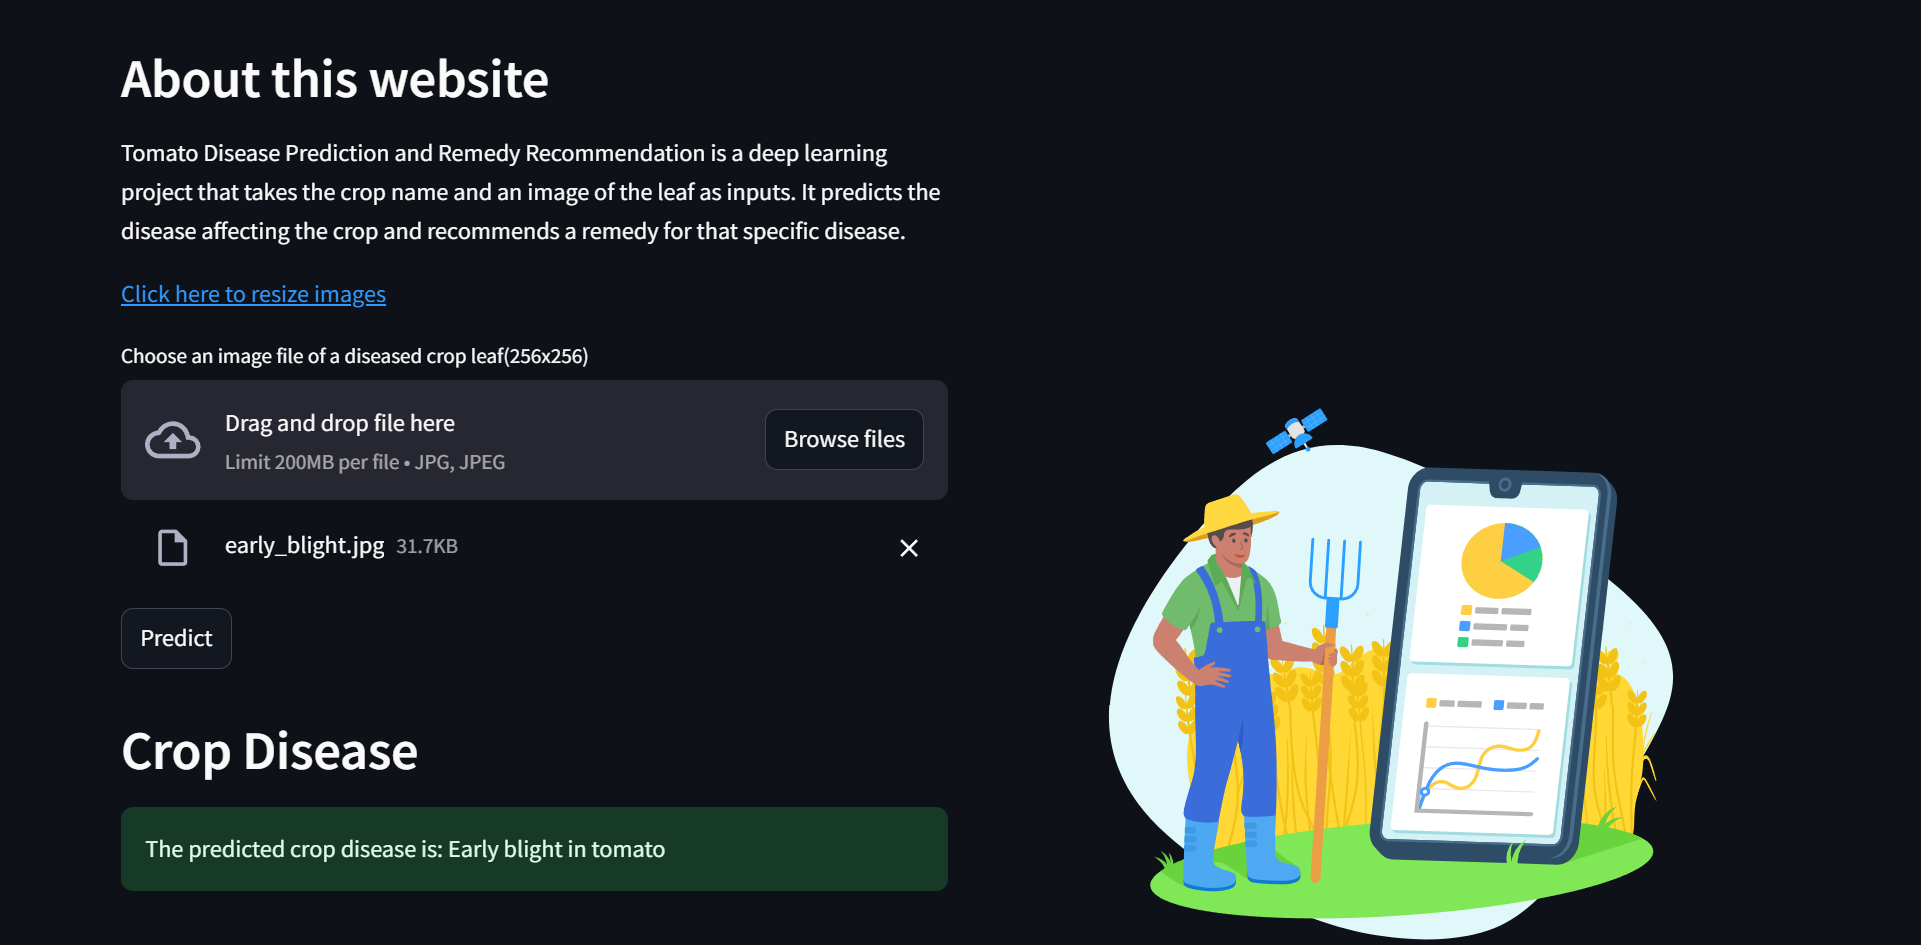 About this website
Tomato Disease Prediction and Remedy Recommendation is a deep learning
project that takes the crop name and an image of the leaf as inputs. It predicts the
disease affecting the crop and recommends a remedy for that specific disease.
Click here to resize images
Choose an image file of a diseased crop leaf(256x256)
Drag and drop file here
Limit 200MB per file • JPG, JPEG
Browse files
early_blight.jpg 31.7KB
Predict
Crop Disease
The predicted crop disease is: Early blight in tomato